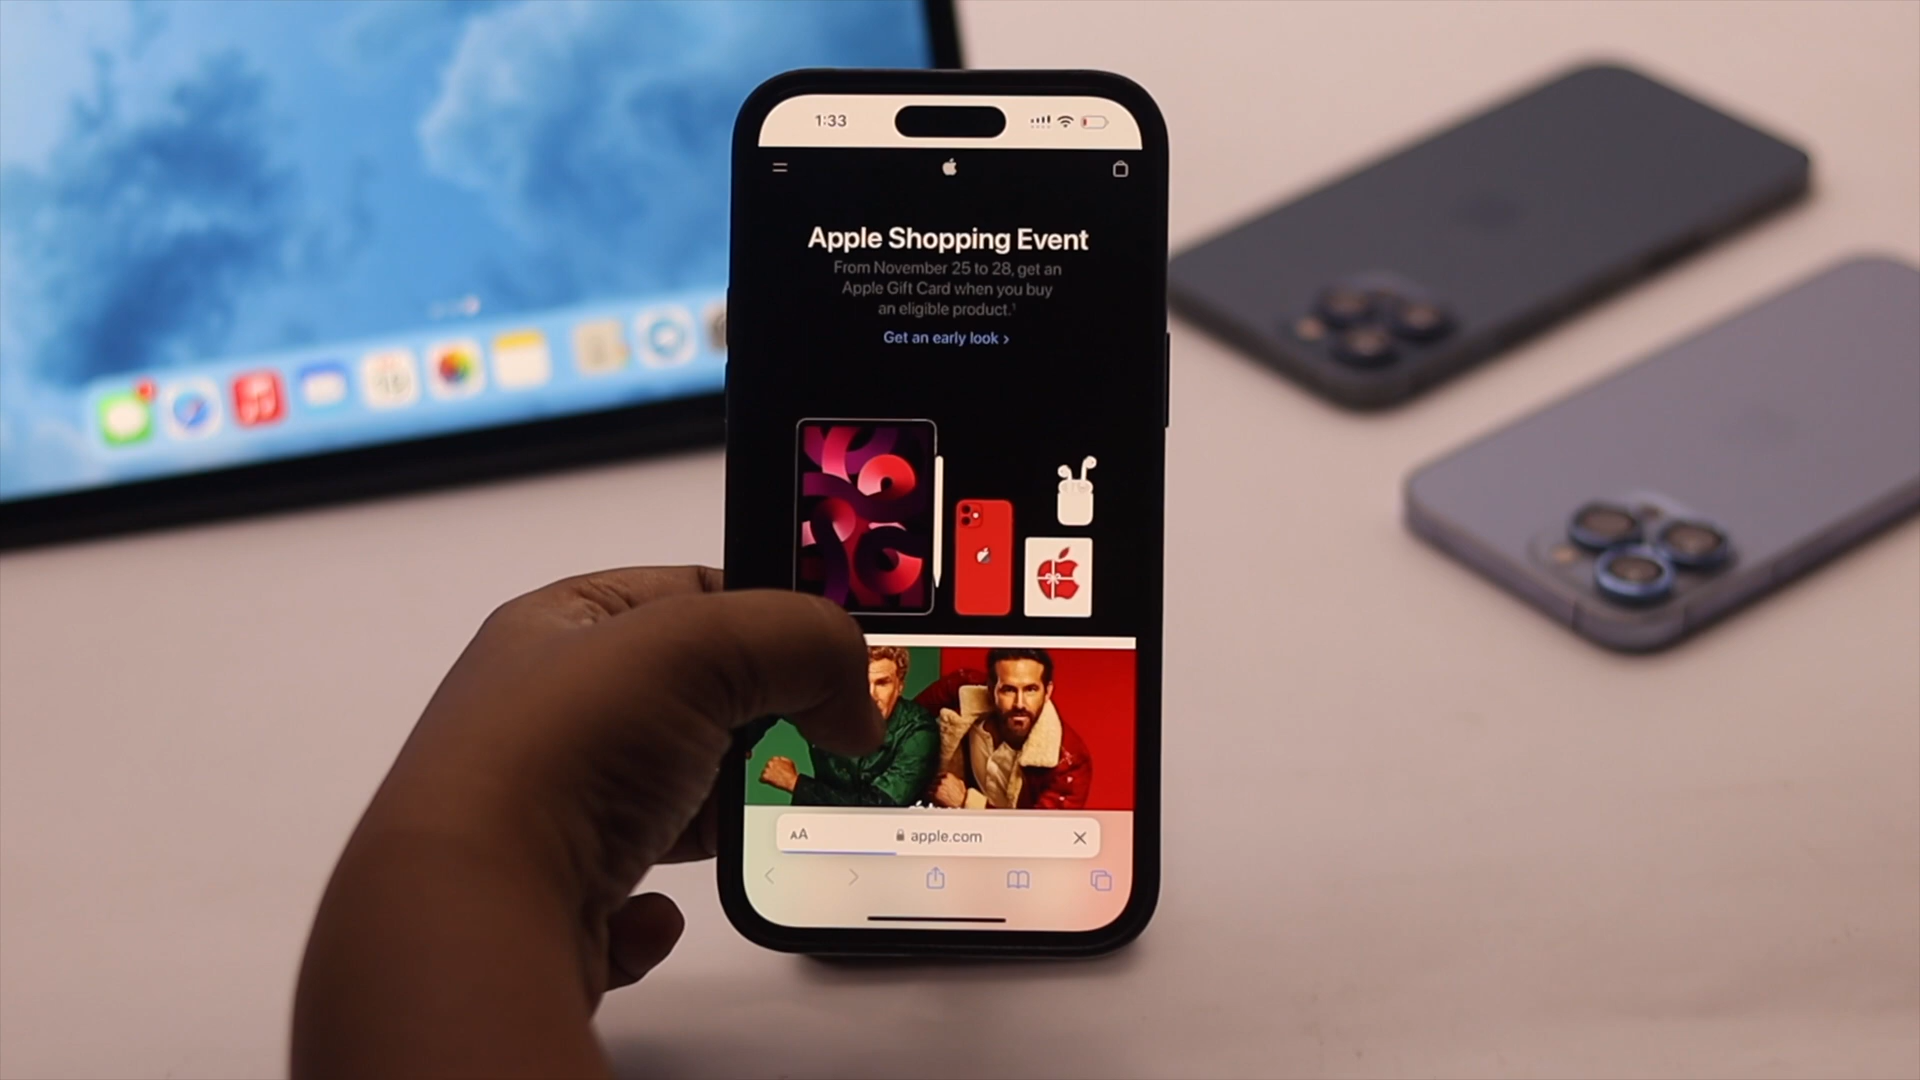 1:33
Apple Shopping Event
From November 25 to 28, get an
Apple Gift Card when you buy
an eligible product.¹
Get an early look >
AA apple.com